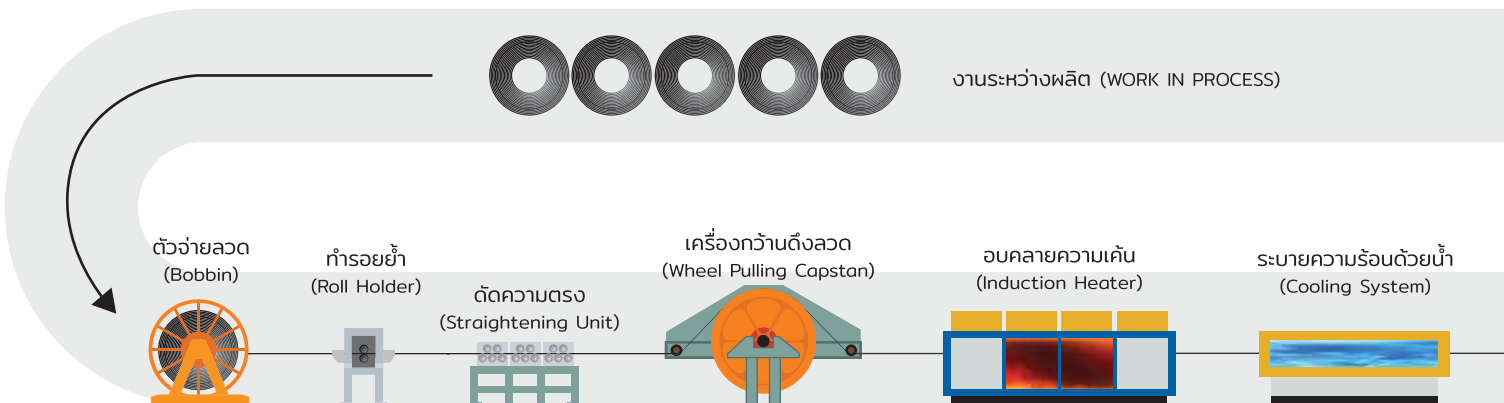 งานระหว่างผลิต (WORK IN PROCESS)
ตัวจ่ายลวด
(Bobbin)
ทำรอยย้ำ
(Roll Holder)
ดัดความตรง
(Straightening Unit)
เครื่องกว้านดึงลวด
(Wheel Pulling Capstan)
อบคลายความเค้น
(Induction Heater)
ระบายความร้อนด้วยน้ำ
(Cooling System)